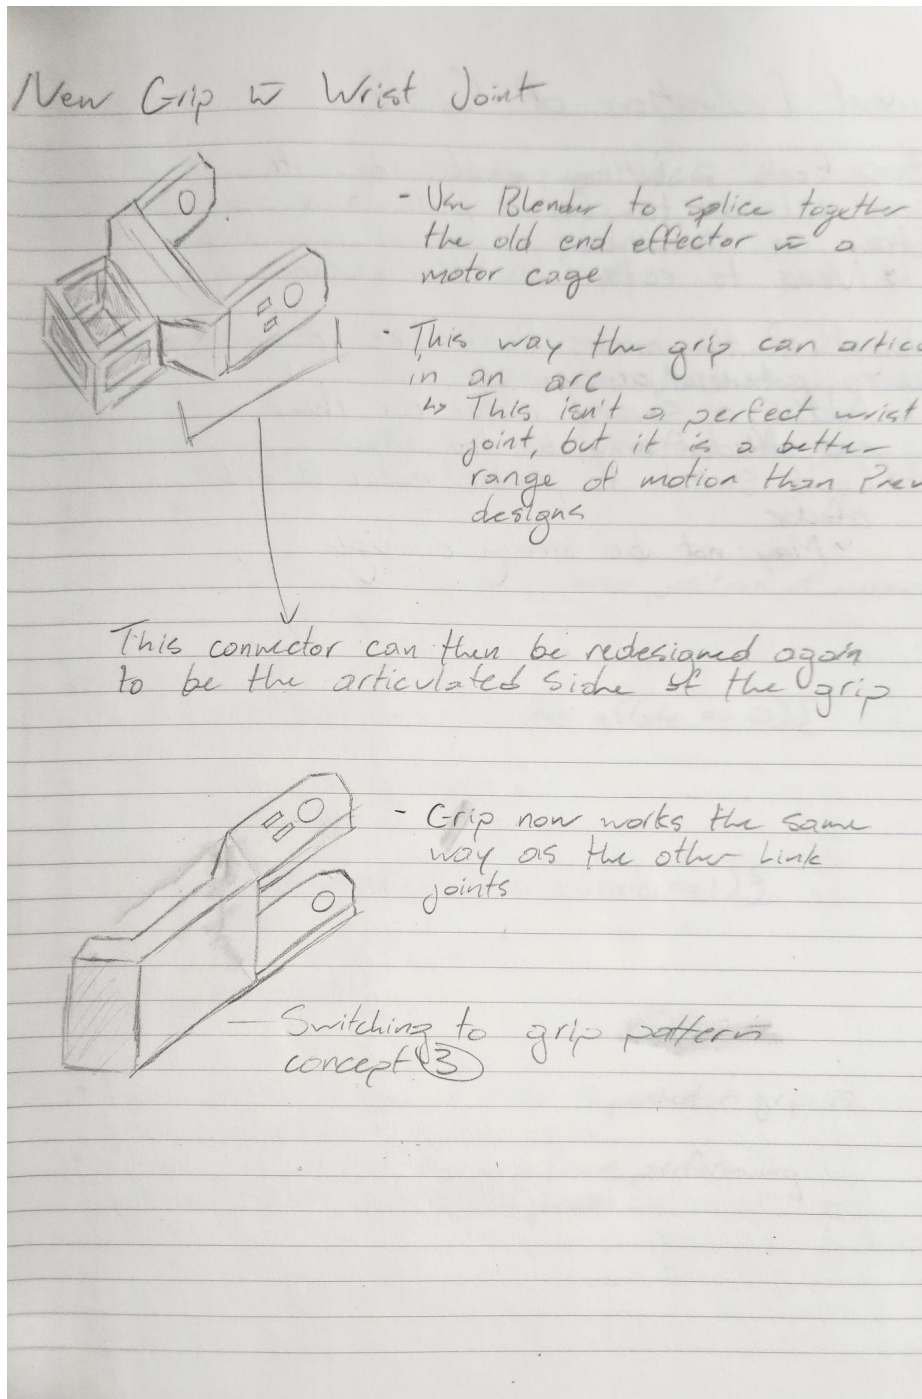 New Grip w̄ Wrist Joint
- Use Blender to splice together
the old end effector w̄ a
motor cage
- This way the grip can artic
in an arc
↳ This isn't a perfect wrist
joint, but it is a better
range of motion than Prev
designs
This connector can then be redesigned again
to be the articulated side of the grip
- Grip now works the same
way as the other Link
joints
- Switching to grip pattern
concept 3